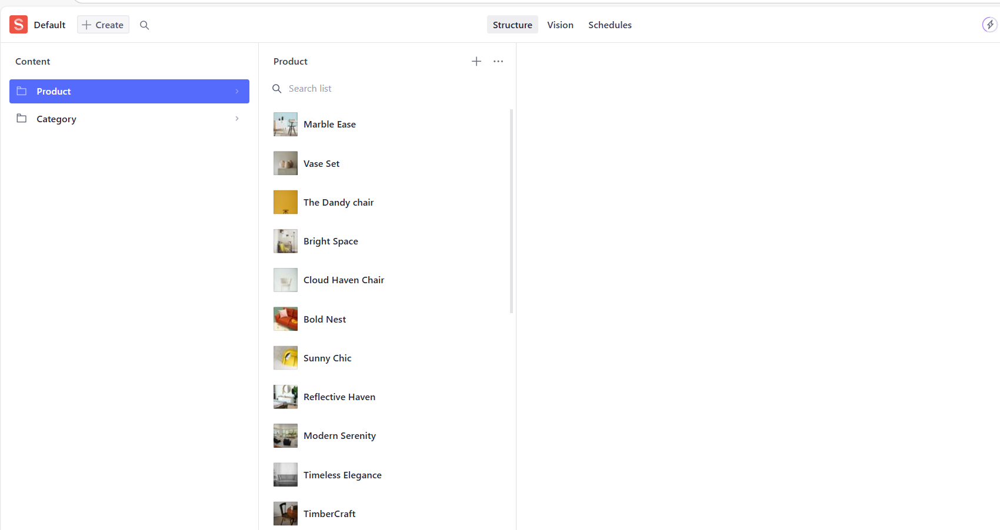 S Default
Create
Structure
Vision
Schedules
Content
Product
Category
Product
Search list
Marble Ease
Vase Set
The Dandy chair
Bright Space
Cloud Haven Chair
Bold Nest
Sunny Chic
Reflective Haven
Modern Serenity
Timeless Elegance
TimberCraft